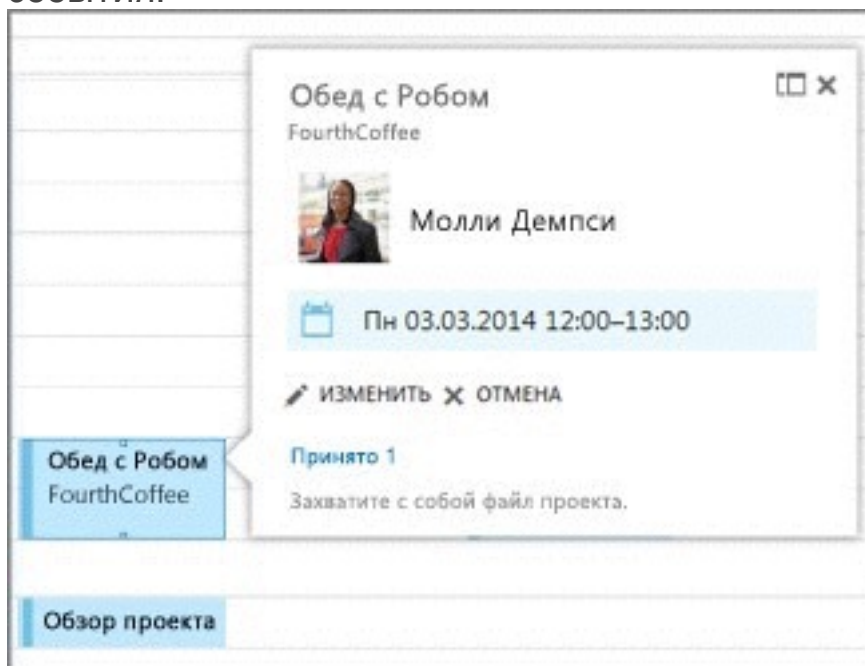 события.
Обед с Робом
FourthCoffee
Молли Демпси
Пн 03.03.2014 12:00–13:00
ИЗМЕНИТЬ ОТМЕНА
Принято 1
Захватите с собой файл проекта.
Обед с Робом
FourthCoffee
Обзор проекта